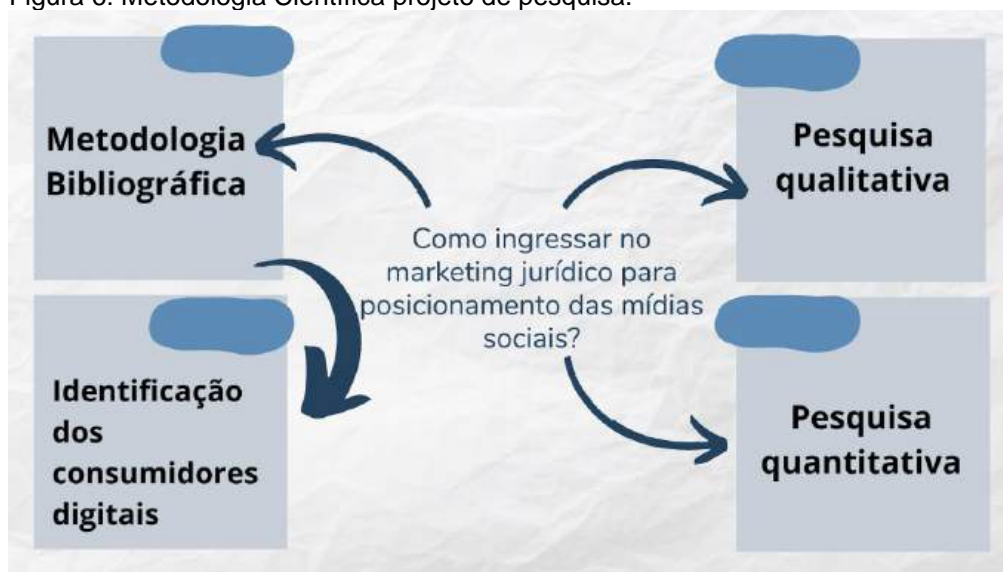 Figura 6: Metodologia Científica projeto de pesquisa.
Metodologia
Bibliográfica
Pesquisa
qualitativa
Como ingressar no
marketing jurídico para
posicionamento das mídias
sociais?
Identificação
dos
consumidores
digitais
Pesquisa
quantitativa